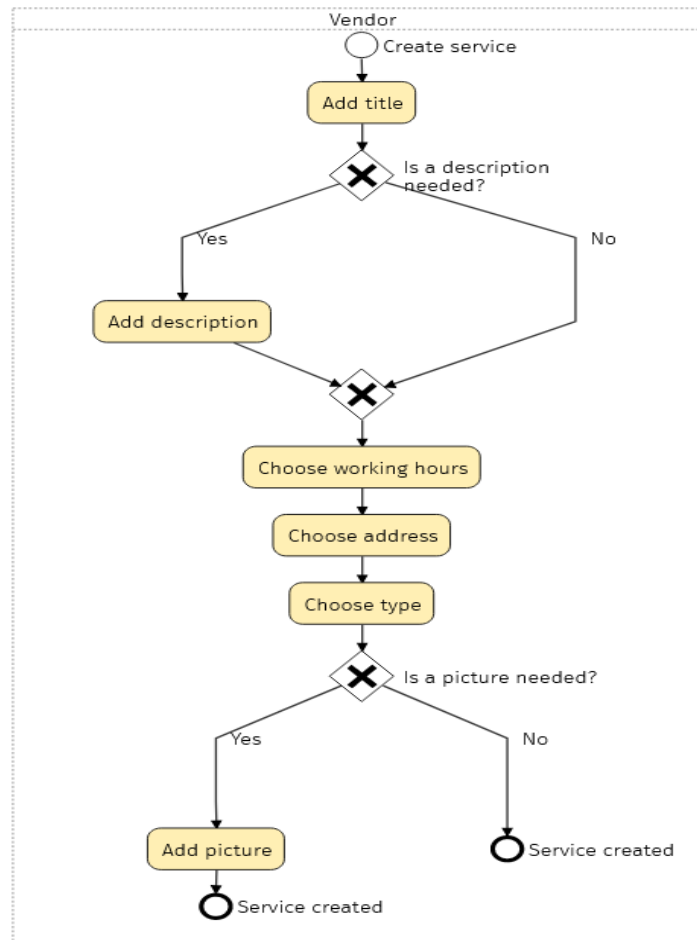 Vendor
Create service
Add title
Is a description
needed?
Yes
No
Add description
Choose working hours
Choose address
Choose type
Is a picture needed?
Yes
No
Add picture
Service created
Service created